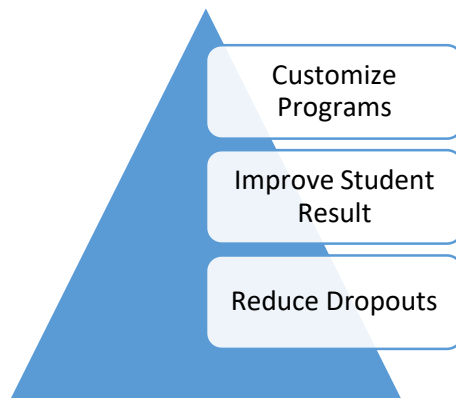 Customize
Programs
Improve Student
Result
Reduce Dropouts